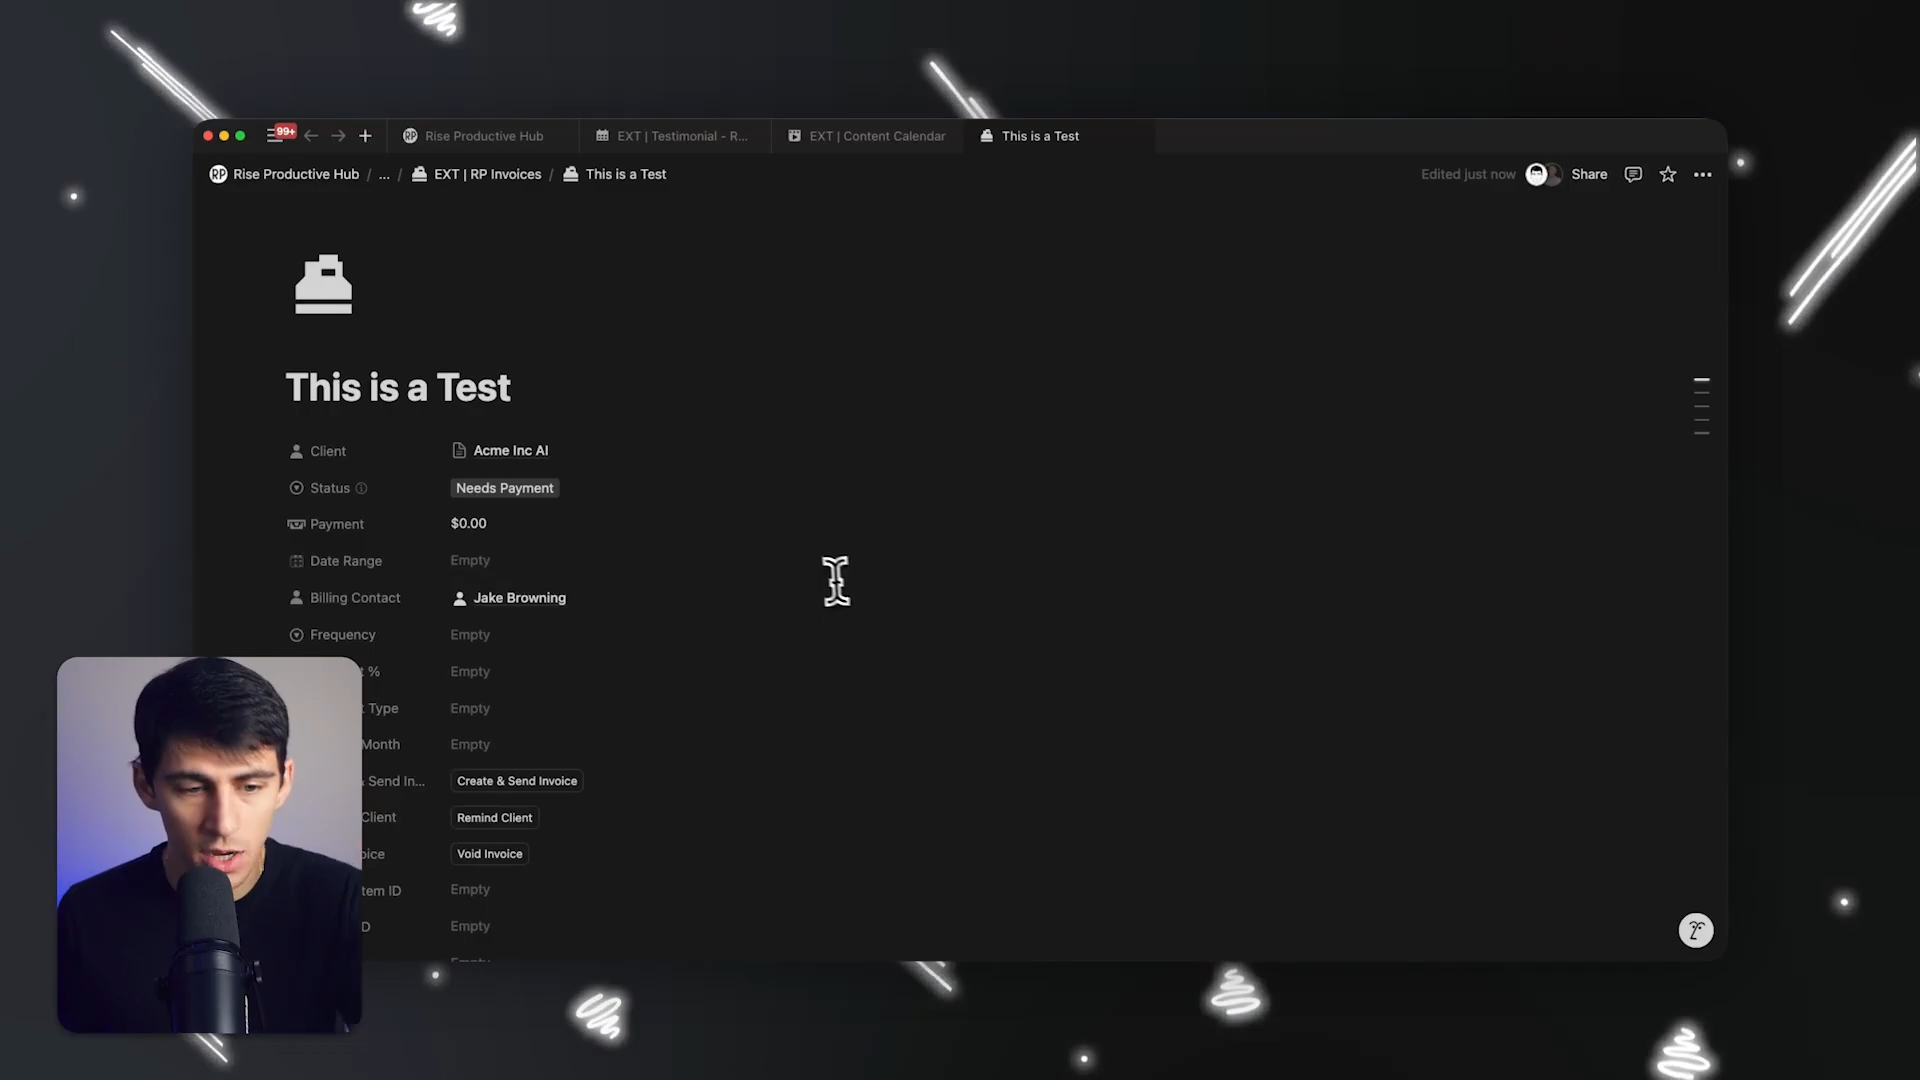 99+
Rise Productive Hub
EXT | Testimonial - R...
EXT | Content Calendar
This is a Test
RP Rise Productive Hub / ... / EXT | RP Invoices / This is a Test
Edited just now
Share
This is a Test
Client Acme Inc AI
Status Needs Payment
Payment $0.00
Date Range Empty
Billing Contact Jake Browning
Frequency Empty
% Empty
Type Empty
Month Empty
Send In... Create & Send Invoice
Client Remind Client
Void Invoice
tem ID Empty
D Empty